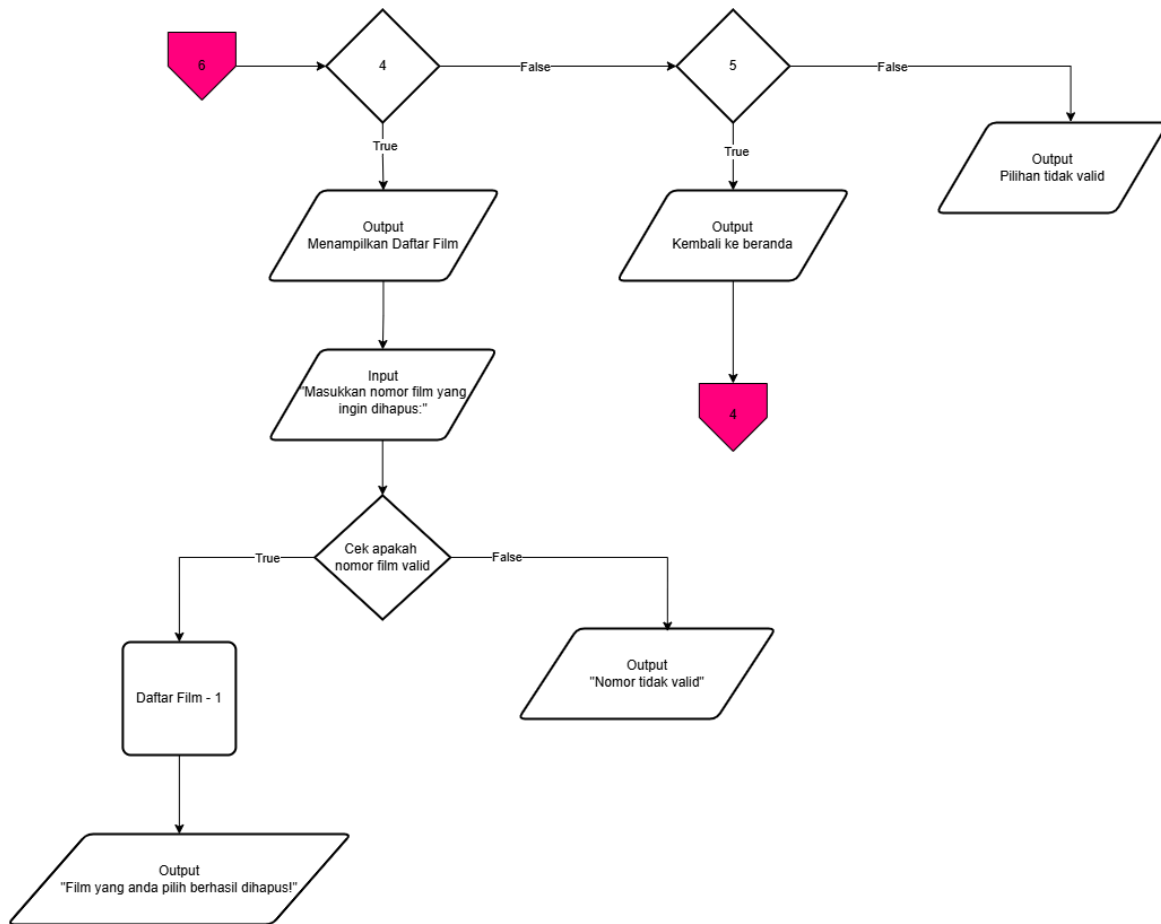 6
4
False
5
False
True
True
Output
Pilihan tidak valid
Output
Menampilkan Daftar Film
Output
Kembali ke beranda
Input
"Masukkan nomor film yang
ingin dihapus:"
4
Cek apakah
nomor film valid
True
False
Output
"Nomor tidak valid"
Daftar Film - 1
Output
"Film yang anda pilih berhasil dihapus!"